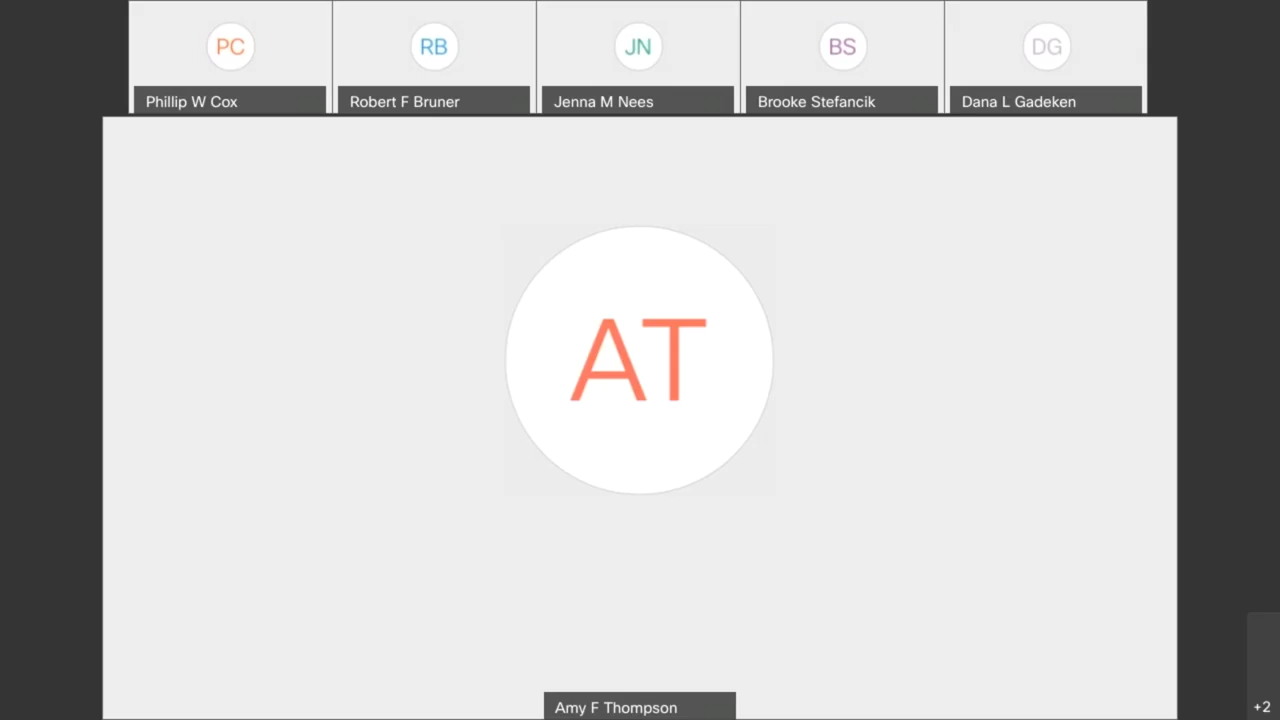 PC
RB
JN
BS
DG
Phillip W Cox
Robert F Bruner
Jenna M Nees
Brooke Stefancik
Dana L Gadeken
AT
Amy F Thompson
+2